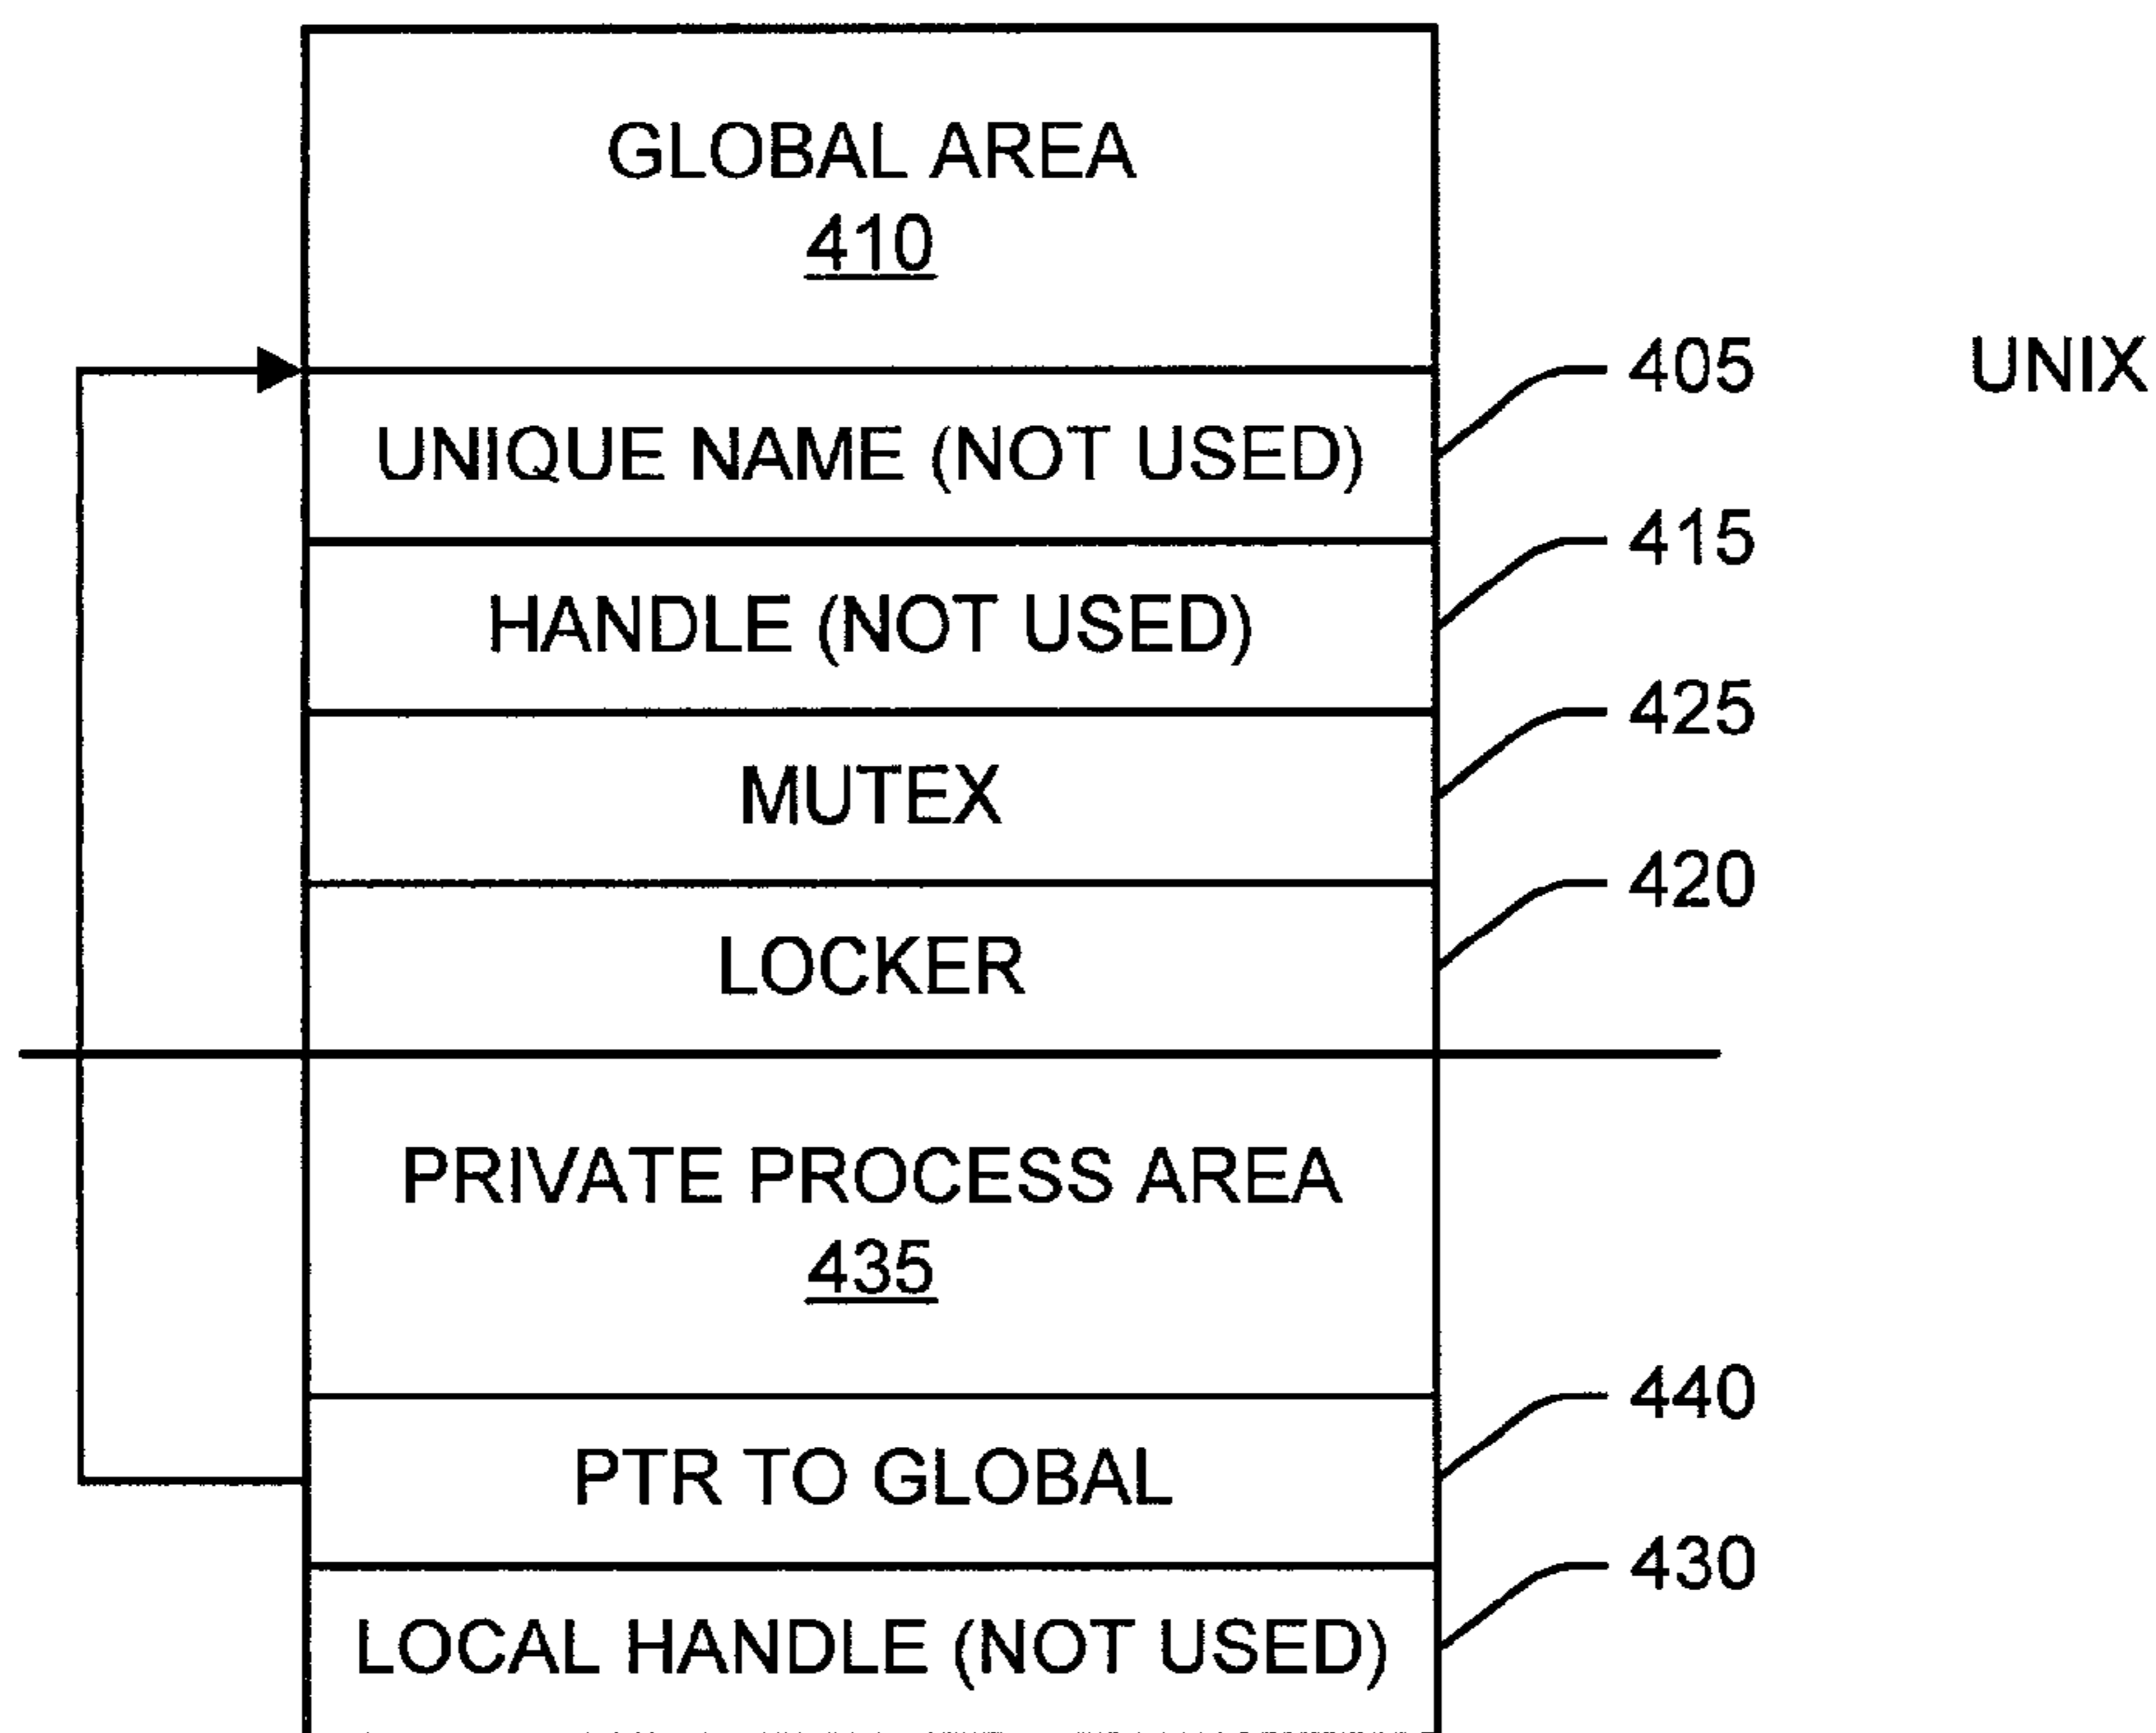 GLOBAL AREA
410
405
UNIX
UNIQUE NAME (NOT USED)
415
HANDLE (NOT USED)
425
MUTEX
420
LOCKER
PRIVATE PROCESS AREA
435
440
PTR TO GLOBAL
430
LOCAL HANDLE (NOT USED)